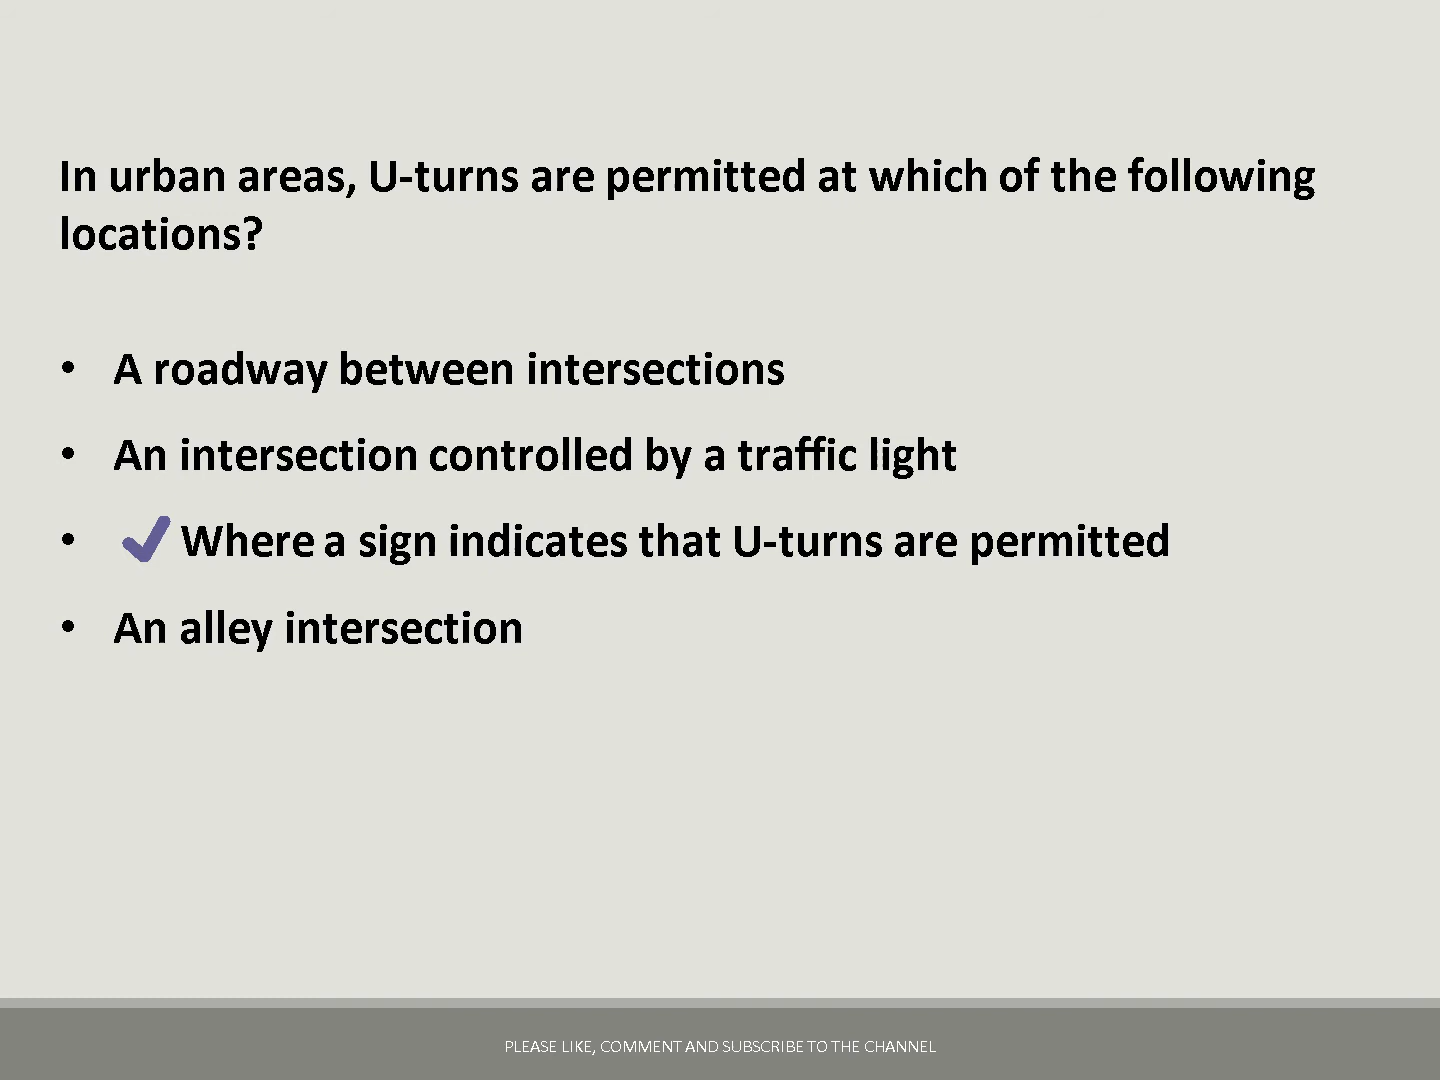 In urban areas, U-turns are permitted at which of the following
locations?
• A roadway between intersections
• An intersection controlled by a traffic light
• Where a sign indicates that U-turns are permitted
• An alley intersection
PLEASE LIKE, COMMENT AND SUBSCRIBE TO THE CHANNEL